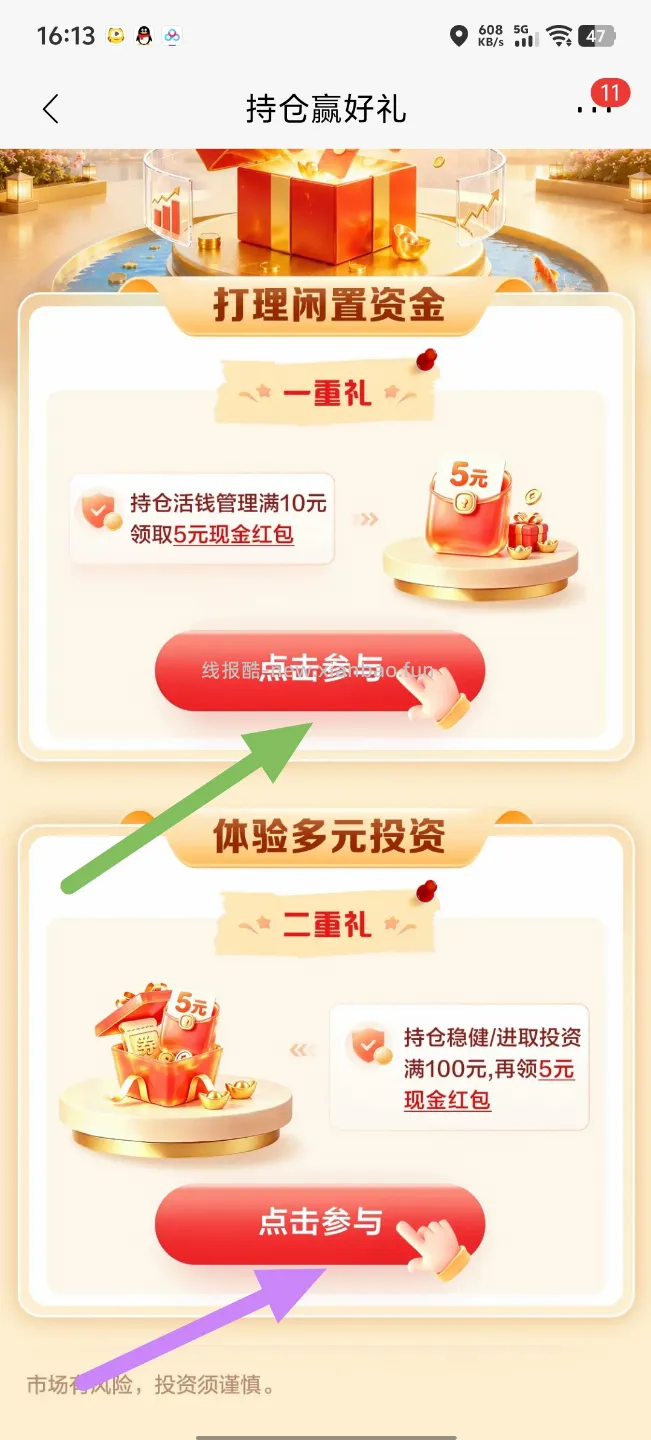 16:13
608
KB/s
5G
47
持仓赢好礼
11
打理闲置资金
一重礼
持仓活钱管理满10元
领取5元现金红包
5元
点击参与
线报酷-new.xianbao.fun
体验多元投资
二重礼
5元
券
持仓稳健/进取投资
满100元,再领5元
现金红包
点击参与
市场有风险，投资须谨慎。